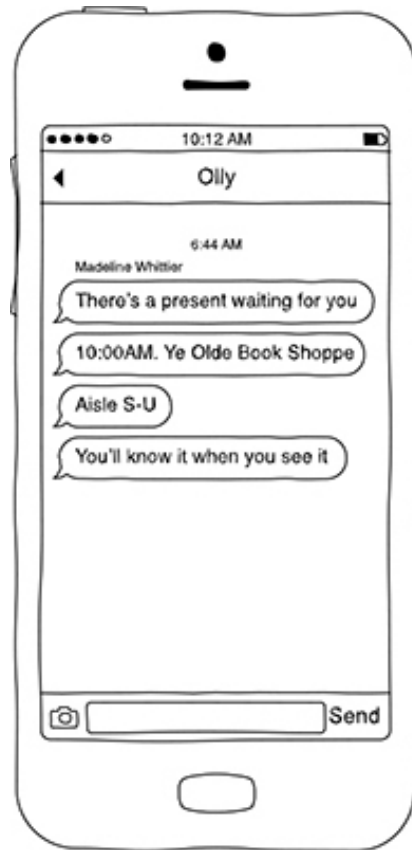 10:12 AM
Olly
6:44 AM
Madeline Whittier
There's a present waiting for you
10:00AM. Ye Olde Book Shoppe
Aisle S-U
You'll know it when you see it
Send